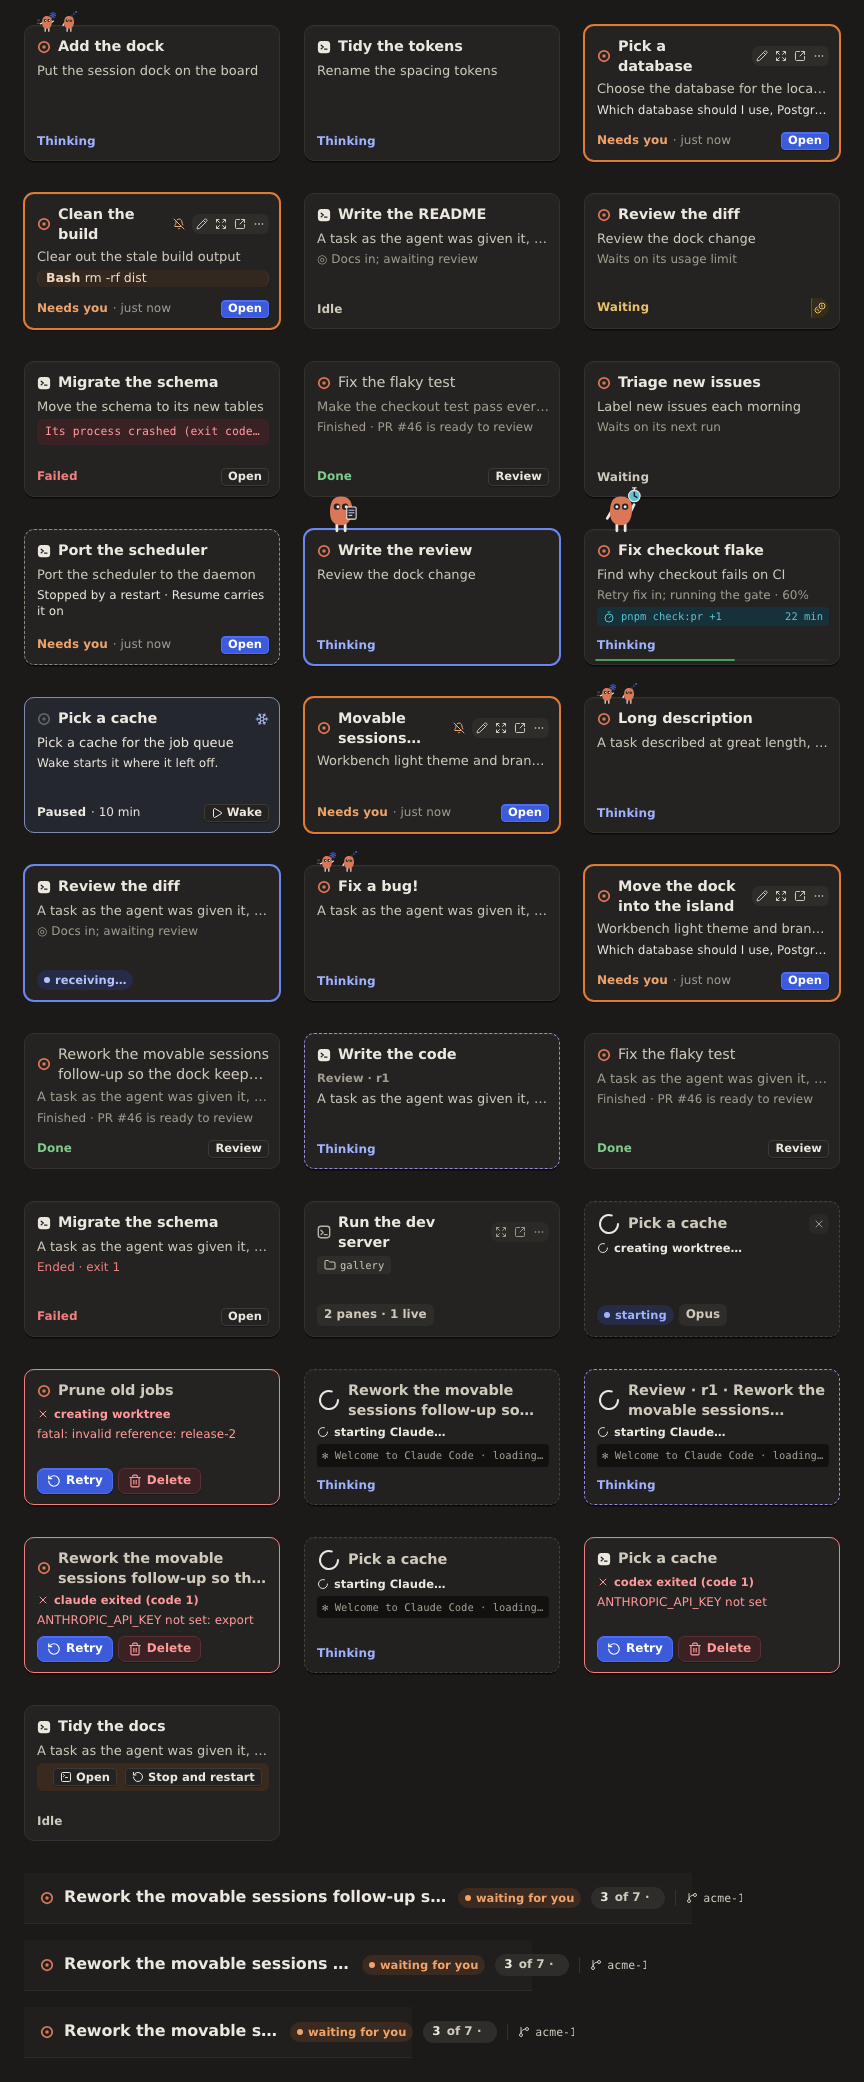 Add the dock
Put the session dock on the board
Thinking
Tidy the tokens
Rename the spacing tokens
Thinking
Pick a
database
Choose the database for the loca…
Which database should I use, Postgr…
Needs you · just now
Open
Clean the
build
Clear out the stale build output
Bash rm -rf dist
Needs you · just now
Open
Write the README
A task as the agent was given it, …
◎ Docs in; awaiting review
Idle
Review the diff
Review the dock change
Waits on its usage limit
Waiting
Migrate the schema
Move the schema to its new tables
Its process crashed (exit code…
Failed
Open
Fix the flaky test
Make the checkout test pass ever…
Finished · PR #46 is ready to review
Done
Review
Triage new issues
Label new issues each morning
Waits on its next run
Waiting
Port the scheduler
Port the scheduler to the daemon
Stopped by a restart · Resume carries
it on
Needs you · just now
Open
Write the review
Review the dock change
Thinking
Fix checkout flake
Find why checkout fails on CI
Retry fix in; running the gate · 60%
pnpm check:pr +1 22 min
Thinking
Pick a cache
Pick a cache for the job queue
Wake starts it where it left off.
Paused · 10 min
Wake
Movable
sessions…
Workbench light theme and bran…
Needs you · just now
Open
Long description
A task described at great length, …
Thinking
Review the diff
A task as the agent was given it, …
◎ Docs in; awaiting review
receiving…
Fix a bug!
A task as the agent was given it, …
Thinking
Move the dock
into the island
Workbench light theme and bran…
Which database should I use, Postgr…
Needs you · just now
Open
Rework the movable sessions
follow-up so the dock keep…
A task as the agent was given it, …
Finished · PR #46 is ready to review
Done
Review
Write the code
Review · r1
A task as the agent was given it, …
Thinking
Fix the flaky test
A task as the agent was given it, …
Finished · PR #46 is ready to review
Done
Review
Migrate the schema
A task as the agent was given it, …
Ended · exit 1
Failed
Open
Run the dev
server
gallery
2 panes · 1 live
Pick a cache
creating worktree…
starting
Opus
Prune old jobs
creating worktree
fatal: invalid reference: release-2
Retry
Delete
Rework the movable
sessions follow-up so…
starting Claude…
✻ Welcome to Claude Code · loading…
Thinking
Review · r1 · Rework the
movable sessions…
starting Claude…
✻ Welcome to Claude Code · loading…
Thinking
Rework the movable
sessions follow-up so th…
claude exited (code 1)
ANTHROPIC_API_KEY not set: export
Retry
Delete
Pick a cache
starting Claude…
✻ Welcome to Claude Code · loading…
Thinking
Pick a cache
codex exited (code 1)
ANTHROPIC_API_KEY not set
Retry
Delete
Tidy the docs
A task as the agent was given it, …
Open
Stop and restart
Idle
Rework the movable sessions follow-up s… waiting for you 3 of 7 · acme-1
Rework the movable sessions … waiting for you 3 of 7 · acme-
Rework the movable s… waiting for you 3 of 7 · acme-1